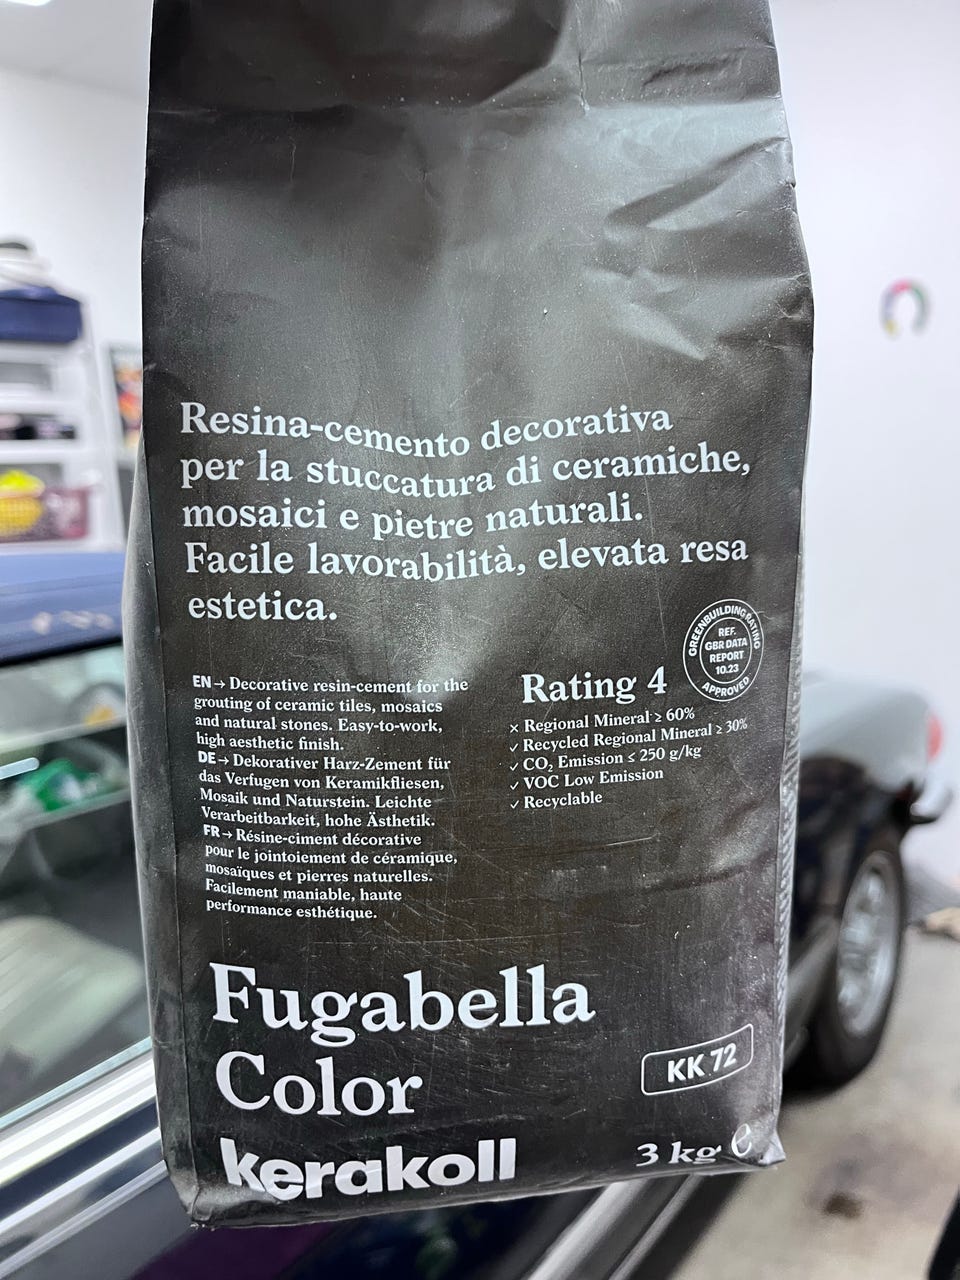 Resina-cemento decorativa
per la stuccatura di ceramiche,
mosaici e pietre naturali.
Facile lavorabilità, elevata resa
estetica.
GREENBUILDING RATING
REF.
GBR DATA
REPORT
10.23
APPROVED
EN → Decorative resin-cement for the
grouting of ceramic tiles, mosaics
and natural stones. Easy-to-work,
high aesthetic finish.
DE → Dekorativer Harz-Zement für
das Verfugen von Keramikfliesen,
Mosaik und Naturstein. Leichte
Verarbeitbarkeit, hohe Ästhetik.
FR → Résine-ciment décorative
pour le jointoiement de céramique,
mosaïques et pierres naturelles.
Facilement maniable, haute
performance esthétique.
Rating 4
× Regional Mineral ≥ 60%
✓ Recycled Regional Mineral ≥ 30%
✓ CO₂ Emission ≤ 250 g/kg
✓ VOC Low Emission
✓ Recyclable
Fugabella
Color
KK 72
kerakoll
3 kg e